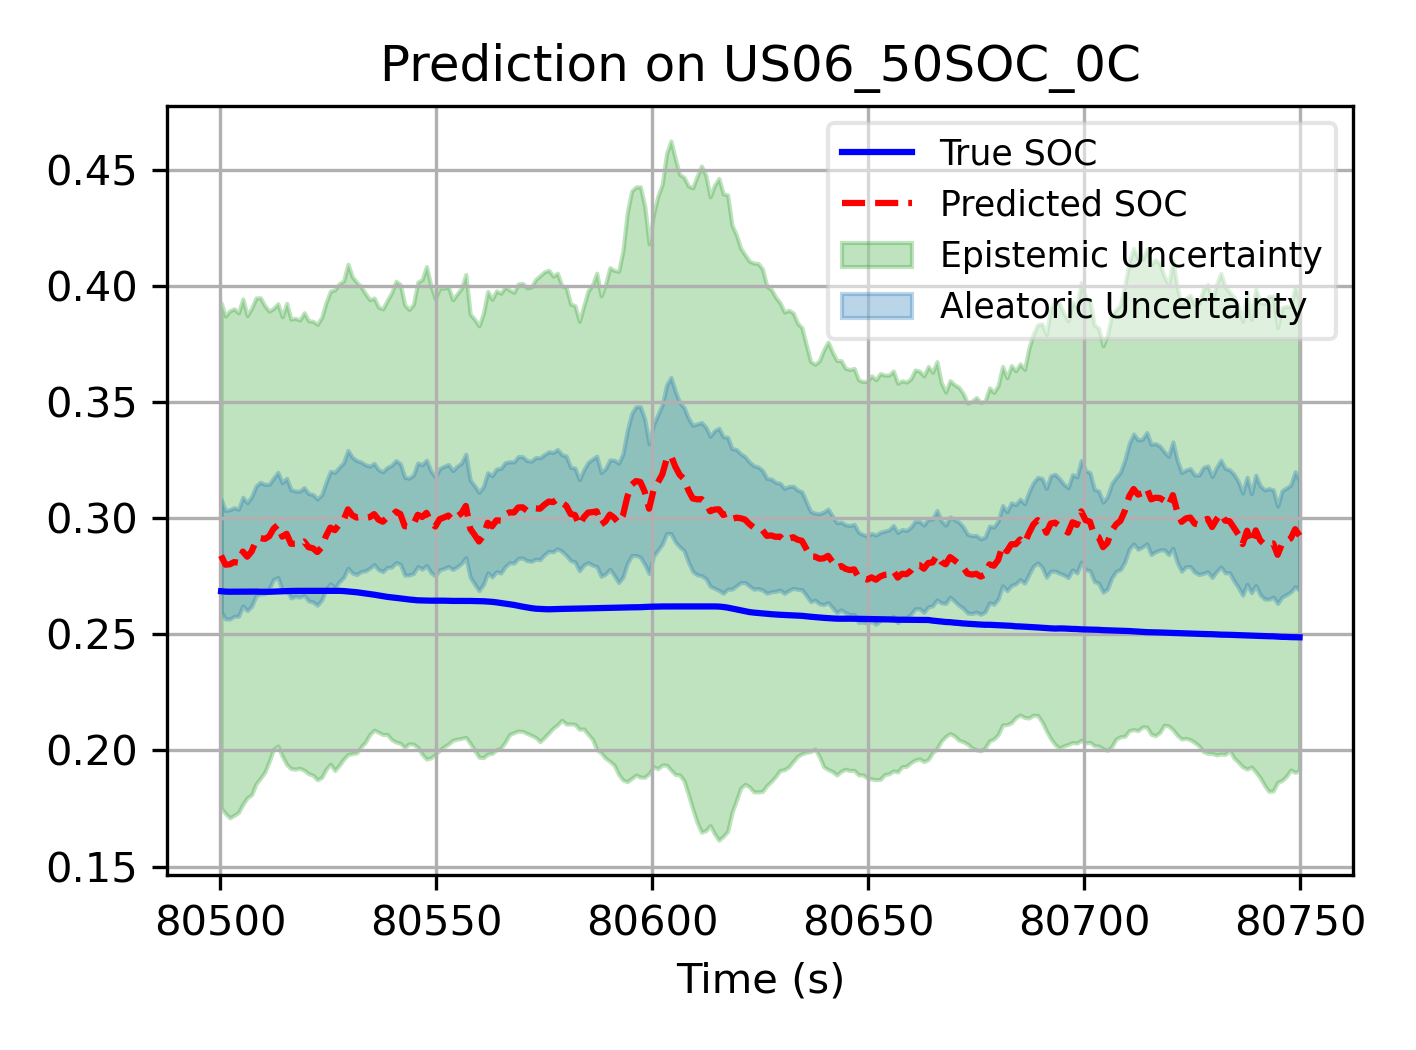 Prediction on US06_50SOC_0C
True SOC
Predicted SOC
Epistemic Uncertainty
Aleatoric Uncertainty
0.45
0.40
0.35
0.30
0.25
0.20
0.15
80500 80550 80600 80650 80700 80750
Time (s)